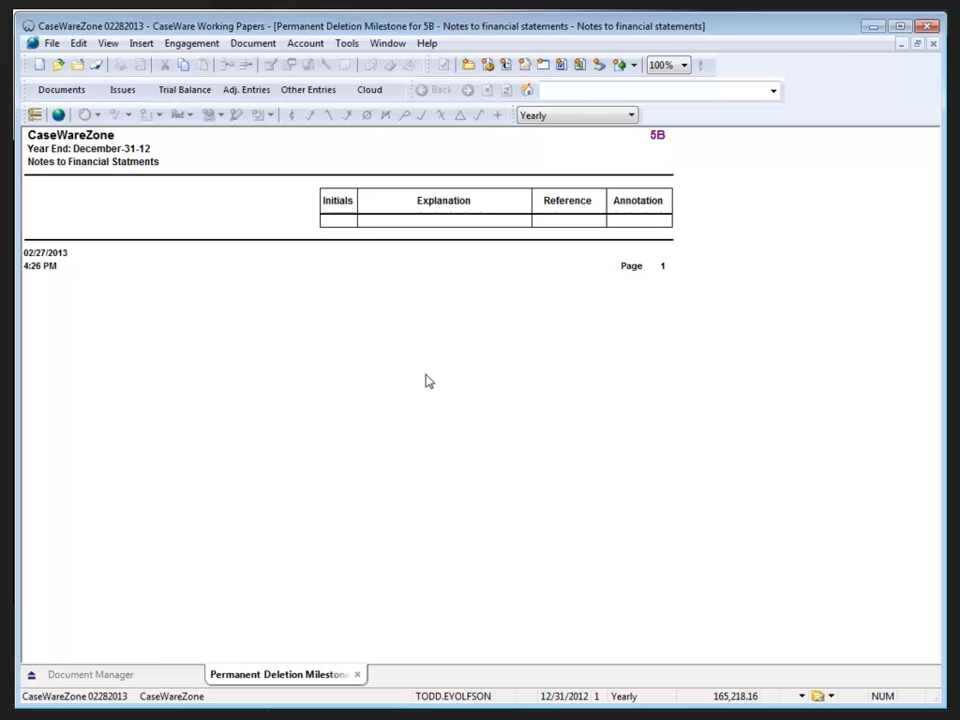 CaseWareZone 02282013 - CaseWare Working Papers - [Permanent Deletion Milestone for 5B - Notes to financial statements - Notes to financial statements]
File Edit View Insert Engagement Document Account Tools Window Help
100%
Documents Issues Trial Balance Adj. Entries Other Entries Cloud Back
Yearly
CaseWareZone 5B
Year End: December-31-12
Notes to Financial Statments
Initials Explanation Reference Annotation
02/27/2013
4:26 PM Page 1
Document Manager Permanent Deletion Mileston
CaseWareZone 02282013 CaseWareZone TODD.EYOLFSON 12/31/2012 1 Yearly 165,218.16 NUM